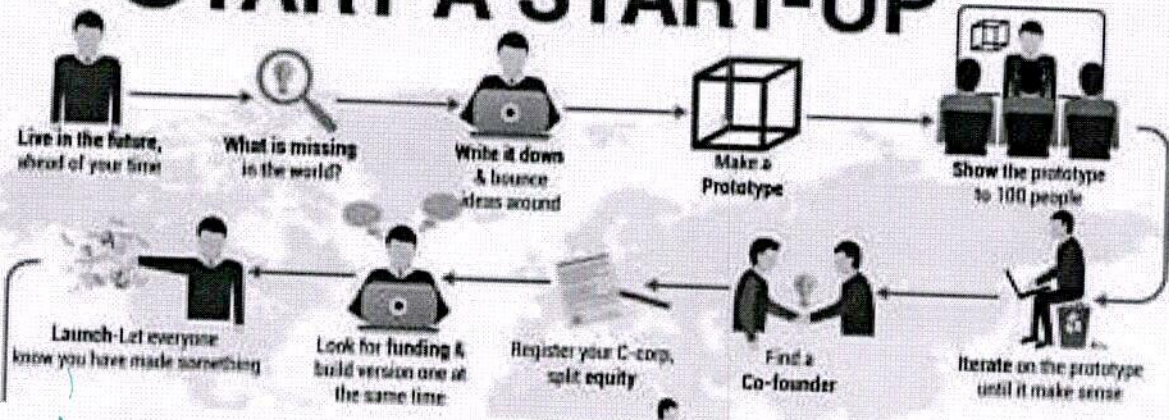 START A START-UP
Live in the future,
ahead of your time
What is missing
in the world?
Write it down
& bounce
ideas around
Make a
Prototype
Show the prototype
to 100 people
Iterate on the prototype
until it make sense
Find a
Co-founder
Register your C-corp,
split equity
Look for funding &
build version one at
the same time
Launch-Let everyone
know you have made something